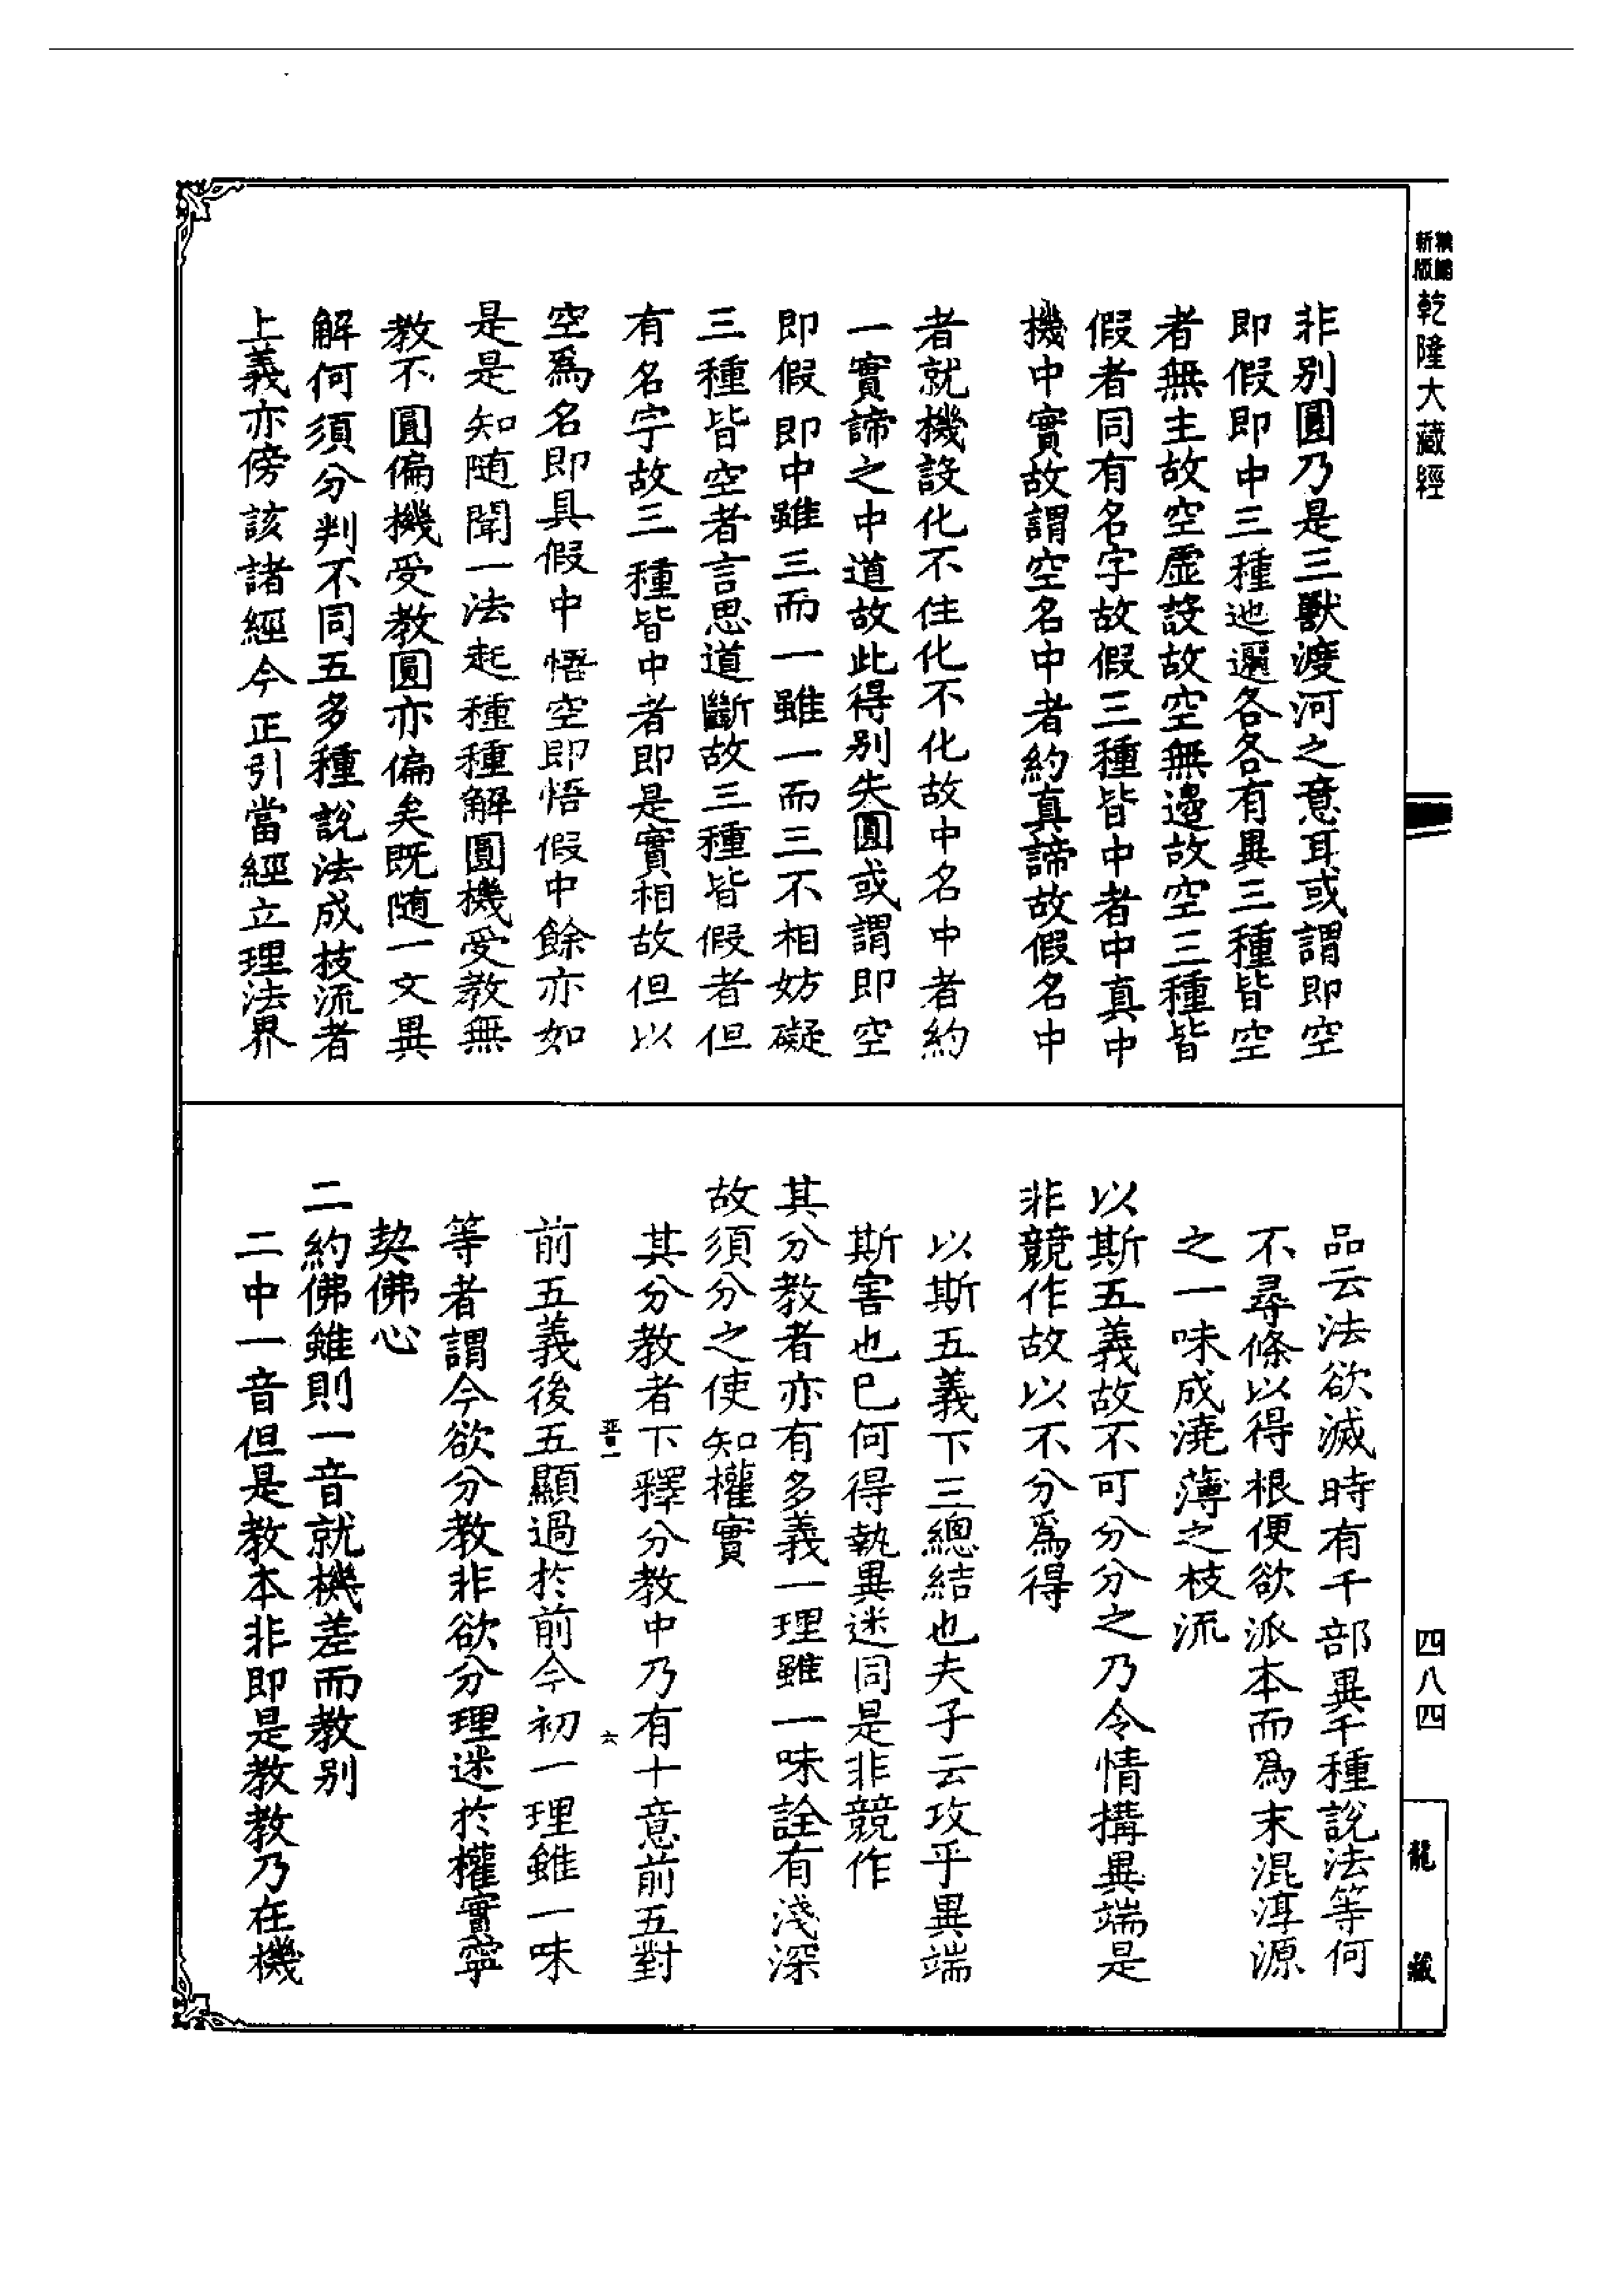 乾隆大藏經
四八四
龍藏
非别圓乃是三獸渡河之意耳或謂即空
即假即中三種迆邐各各有異三種皆空
者無主故空虛設故空無邊故空三種皆
假者同有名字故假三種皆中者中真中
機中實故謂空名中者約真諦故假名中
者就機設化不住化不化故中名中者約
一實諦之中道故此得别失圓或謂即空
即假即中雖三而一雖一而三不相妨礙
三種皆空者言思道斷故三種皆假者但
有名字故三種皆中者即是實相故但以
空爲名即具假中悟空即悟假中餘亦如
是是知随聞一法起種種解圓機受教無
教不圓偏機受教圓亦偏矣既随一文異
解何須分判不同五多種說法成枝流者
上義亦傍該諸經今正引當經立理法界
品云法欲滅時有千部異千種說法等何
不尋條以得根便欲派本而爲末混淳源
之一味成澆薄之枝流
以斯五義故不可分分之乃令情搆異端是
非競作故以不分爲得
以斯五義下三總結也夫子云攻乎異端
斯害也已何得執異迷同是非競作
其分教者亦有多義一理雖一味詮有淺深
故須分之使知權實
其分教者下釋分教中乃有十意前五對
六
前五義後五顯過於前今初一理雖一味
等者謂今欲分教非欲分理迷於權實寧
契佛心
二約佛雖則一音就機差而教别
二中一音但是教本非即是教教乃在機